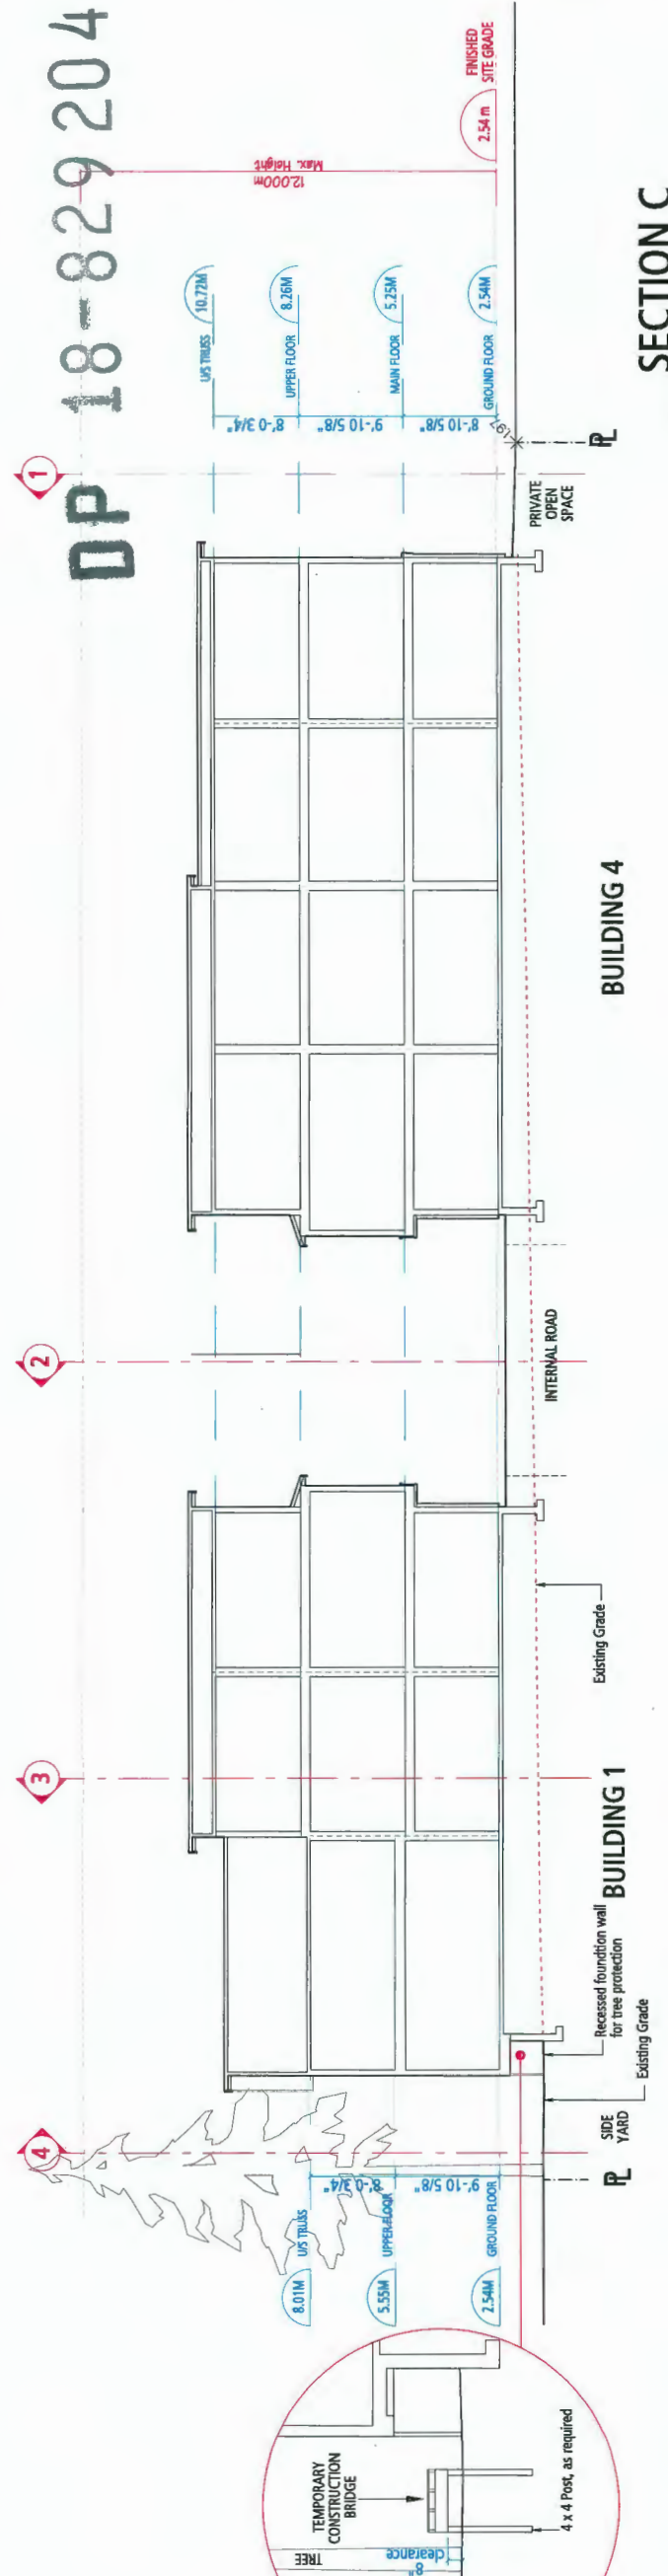 DP 18-829204
1
2
3
4
12.000m
Max. Height
FINISHED
SITE GRADE
2.54 m
U/S TRUSS
10.72M
UPPER FLOOR
8.26M
MAIN FLOOR
5.25M
GROUND FLOOR
2.54M
8'-0 3/4"
9'-10 5/8"
8'-10 5/8"
1.97
PL
PRIVATE
OPEN
SPACE
SECTION C
BUILDING 4
INTERNAL ROAD
Existing Grade
BUILDING 1
Recessed foundtion wall
for tree protection
Existing Grade
SIDE
YARD
PL
U/S TRUSS
8.01M
UPPER FLOOR
5.55M
GROUND FLOOR
2.54M
8'-0 3/4"
9'-10 5/8"
TEMPORARY
CONSTRUCTION
BRIDGE
TREE
8"
clearance
4 x 4 Post, as required